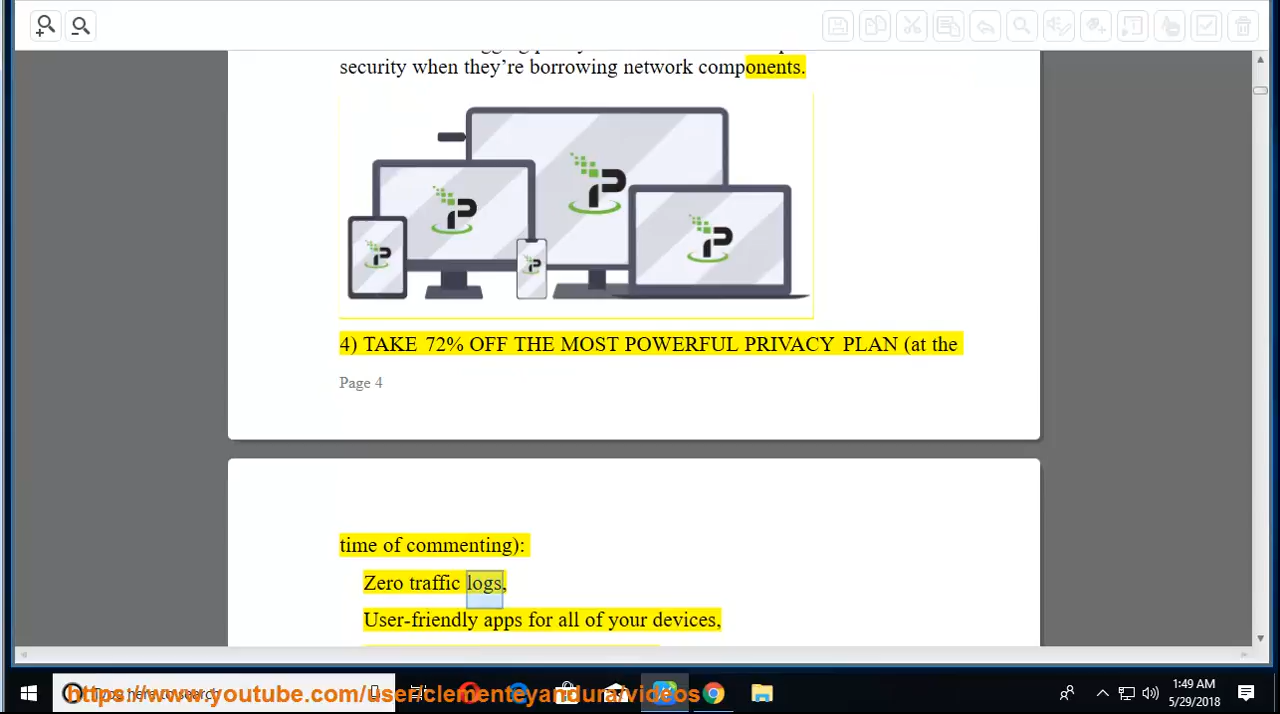 security when they’re borrowing network components.
4) TAKE 72% OFF THE MOST POWERFUL PRIVACY PLAN (at the
Page 4
time of commenting):
Zero traffic logs,
User-friendly apps for all of your devices,
https://www.youtube.com/user/clementeyandura/videos
1:49 AM
5/29/2018